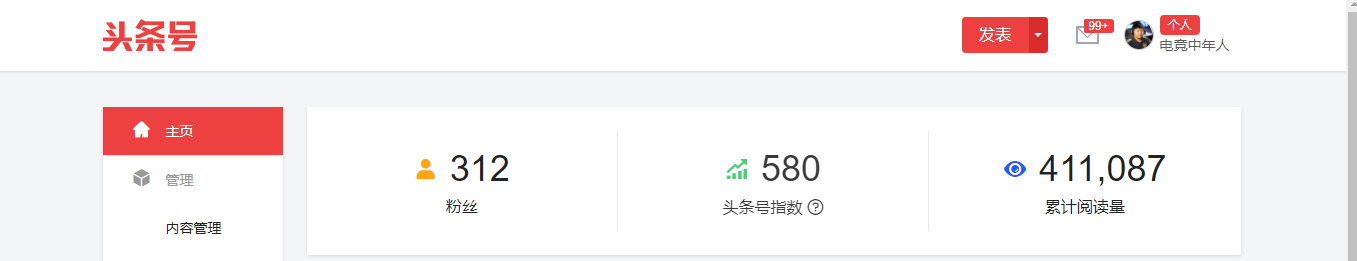 头条号
发表
99+
个人
电竞中年人
主页
管理
内容管理
312
粉丝
580
头条号指数 ?
411,087
累计阅读量